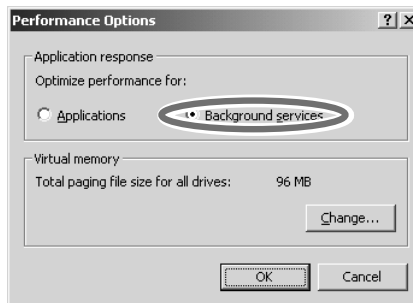 Performance Options
Application response
Optimize performance for:
Applications
Background services
Virtual memory
Total paging file size for all drives: 96 MB
Change...
OK
Cancel